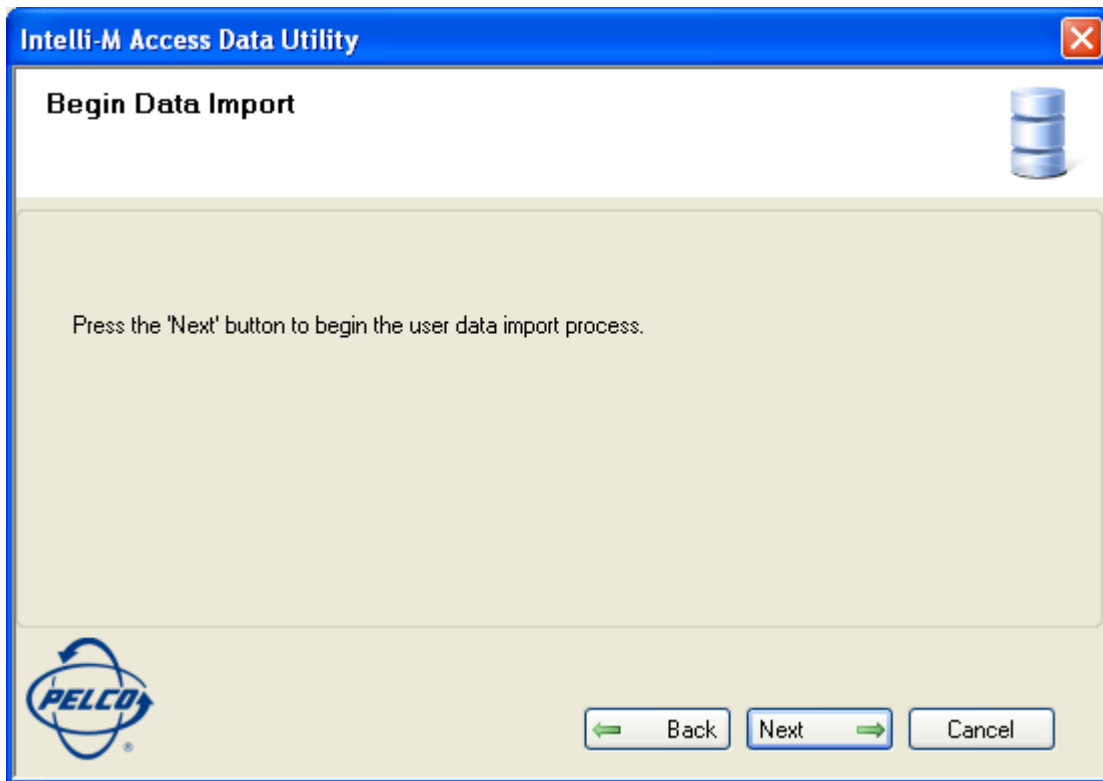 Intelli-M Access Data Utility
Begin Data Import
Press the 'Next' button to begin the user data import process.
PELCO
®
Back
Next
Cancel